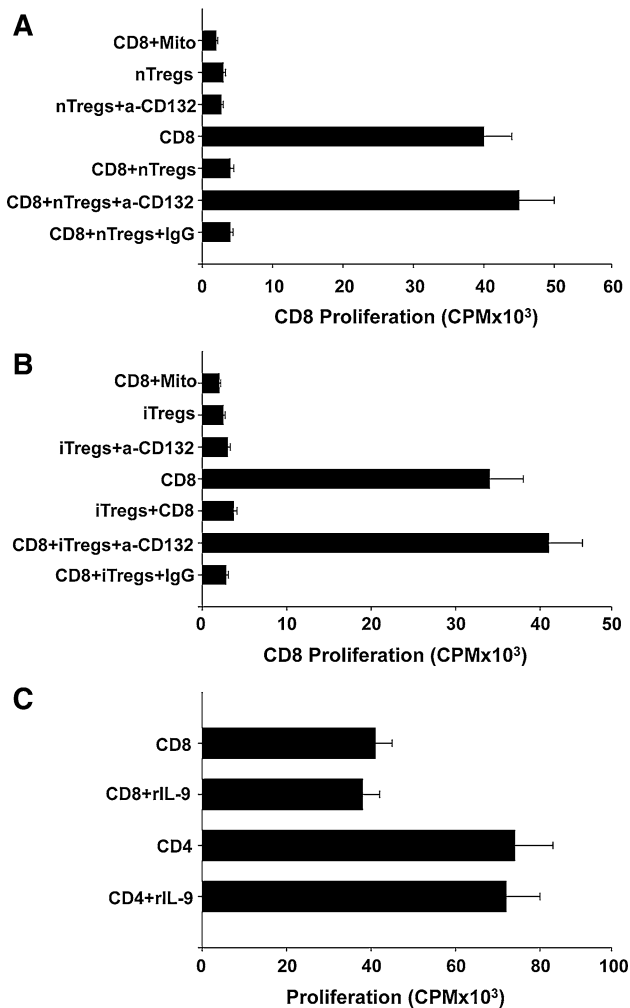 A
CD8+Mito
nTregs
nTregs+a-CD132
CD8
CD8+nTregs
CD8+nTregs+a-CD132
CD8+nTregs+IgG
0 10 20 30 40 50 60
CD8 Proliferation (CPMx10³)
B
CD8+Mito
iTregs
iTregs+a-CD132
CD8
iTregs+CD8
CD8+iTregs+a-CD132
CD8+iTregs+IgG
0 10 20 30 40 50
CD8 Proliferation (CPMx10³)
C
CD8
CD8+rIL-9
CD4
CD4+rIL-9
0 20 40 60 80 100
Proliferation (CPMx10³)